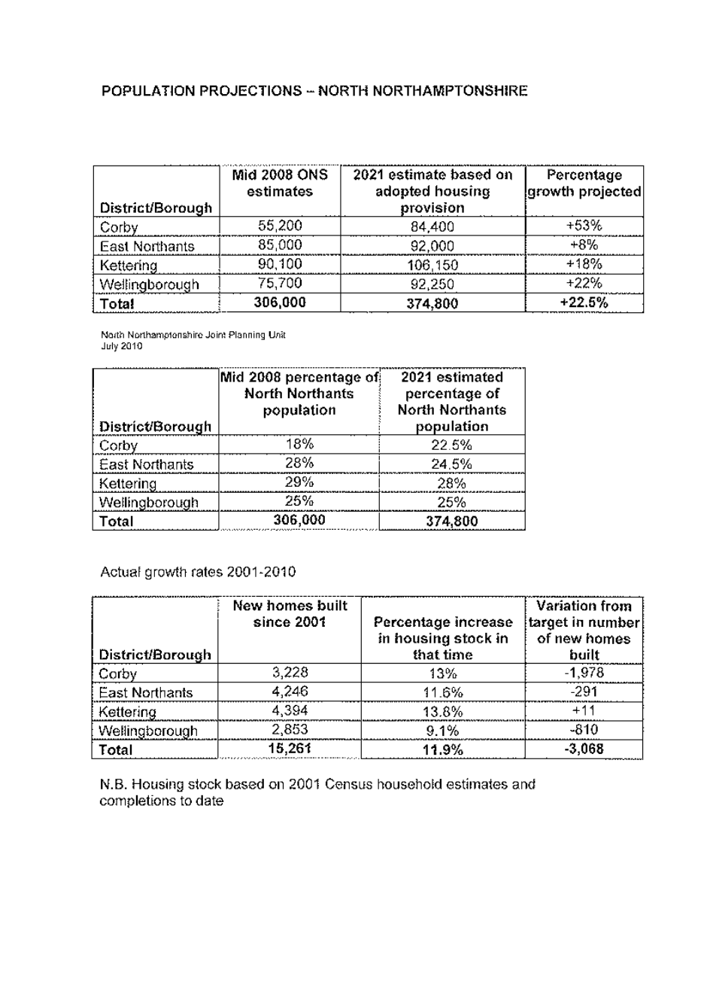 POPULATION PROJECTIONS – NORTH NORTHAMPTONSHIRE
District/Borough | Mid 2008 ONS estimates | 2021 estimate based on adopted housing provision | Percentage growth projected
Corby | 55,200 | 84,400 | +53%
East Northants | 85,000 | 92,000 | +8%
Kettering | 90,100 | 106,150 | +18%
Wellingborough | 75,700 | 92,250 | +22%
Total | 306,000 | 374,800 | +22.5%
North Northamptonshire Joint Planning Unit
July 2010
District/Borough | Mid 2008 percentage of North Northants population | 2021 estimated percentage of North Northants population
Corby | 18% | 22.5%
East Northants | 28% | 24.5%
Kettering | 29% | 28%
Wellingborough | 25% | 25%
Total | 306,000 | 374,800
Actual growth rates 2001-2010
District/Borough | New homes built since 2001 | Percentage increase in housing stock in that time | Variation from target in number of new homes built
Corby | 3,228 | 13% | -1,978
East Northants | 4,246 | 11.6% | -291
Kettering | 4,394 | 13.8% | +11
Wellingborough | 2,853 | 9.1% | -810
Total | 15,261 | 11.9% | -3,068
N.B. Housing stock based on 2001 Census household estimates and
completions to date